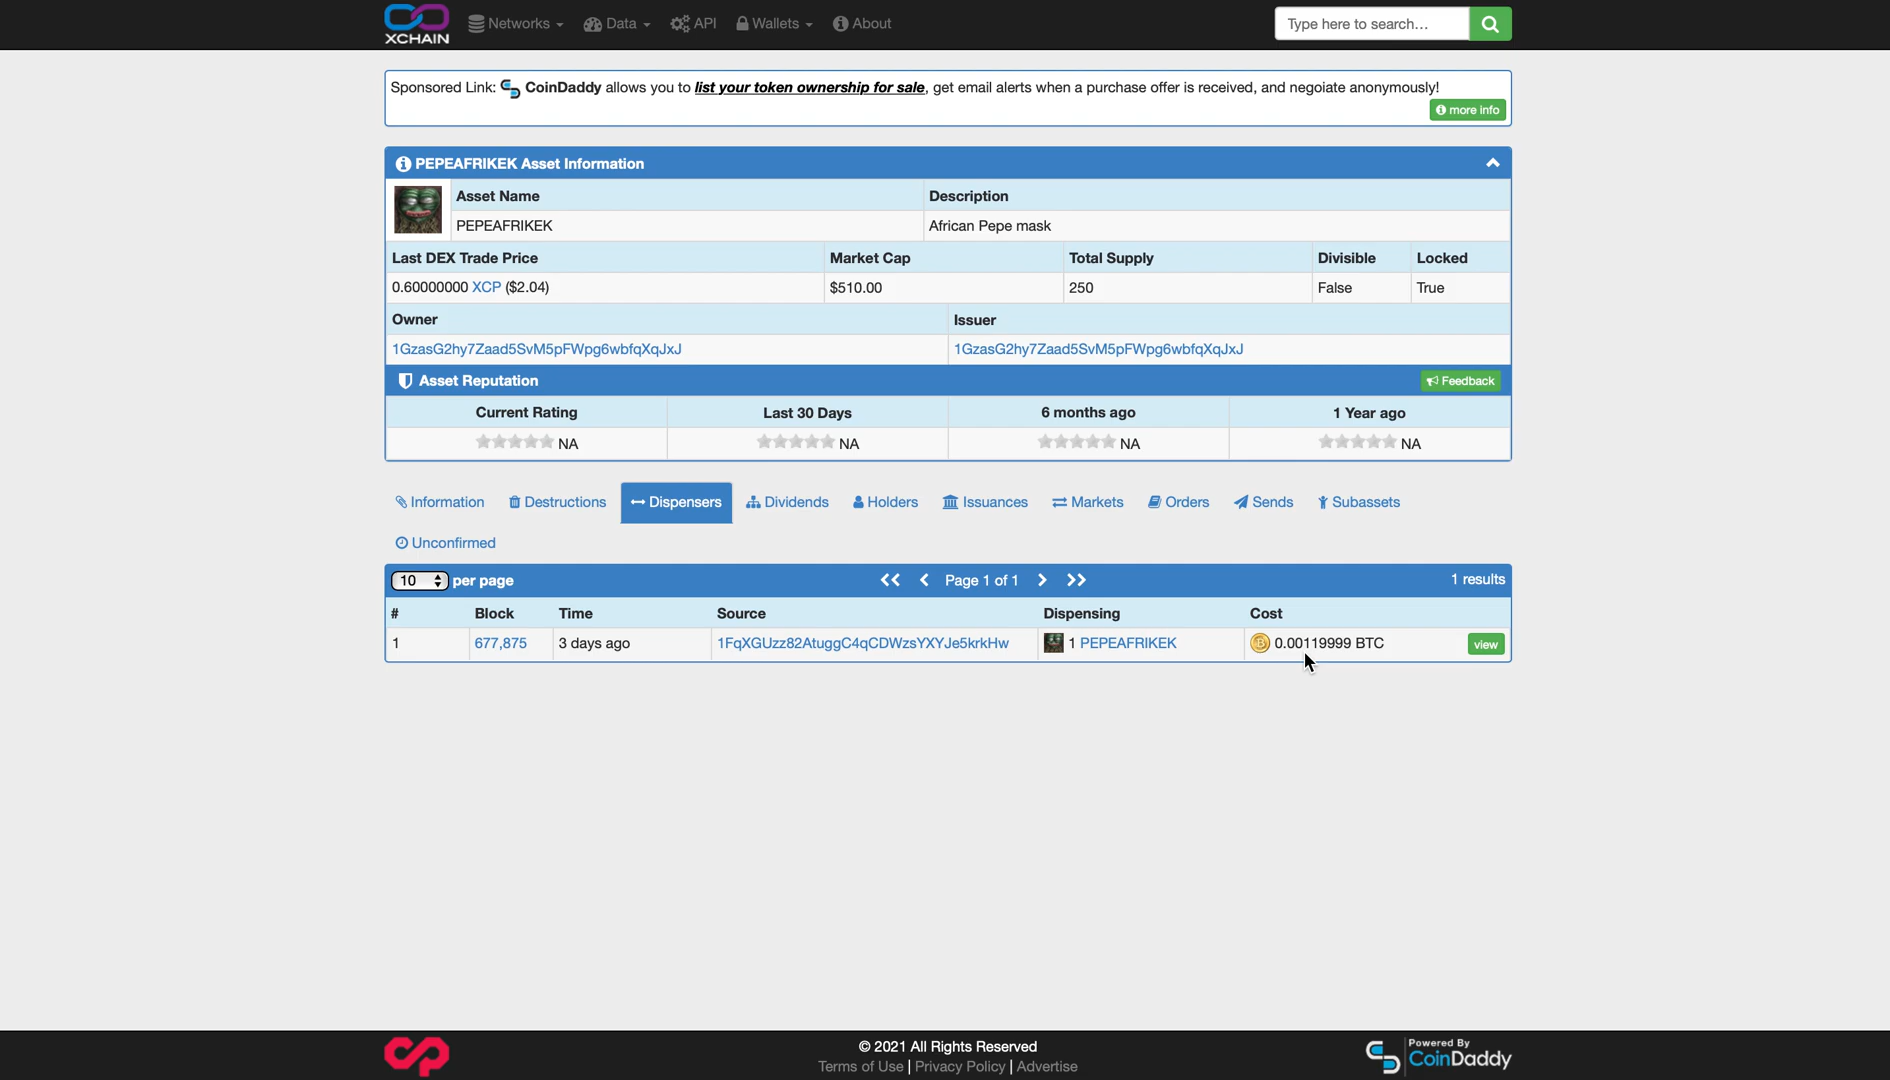 XCHAIN
Networks
Data
API
Wallets
About
Type here to search...
Sponsored Link: CoinDaddy allows you to list your token ownership for sale, get email alerts when a purchase offer is received, and negoiate anonymously!
more info
PEPEAFRIKEK Asset Information
Asset Name
Description
PEPEAFRIKEK
African Pepe mask
Last DEX Trade Price
Market Cap
Total Supply
Divisible
Locked
0.60000000 XCP ($2.04)
$510.00
250
False
True
Owner
Issuer
1GzasG2hy7Zaad5SvM5pFWpg6wbfqXqJxJ
1GzasG2hy7Zaad5SvM5pFWpg6wbfqXqJxJ
Asset Reputation
Feedback
Current Rating
Last 30 Days
6 months ago
1 Year ago
NA
NA
NA
NA
Information
Destructions
Dispensers
Dividends
Holders
Issuances
Markets
Orders
Sends
Subassets
Unconfirmed
10 per page
Page 1 of 1
1 results
#
Block
Time
Source
Dispensing
Cost
1
677,875
3 days ago
1FqXGUzz82AtuggC4qCDWzsYXYJe5krkHw
1 PEPEAFRIKEK
0.00119999 BTC
view
© 2021 All Rights Reserved
Terms of Use | Privacy Policy | Advertise
Powered By
CoinDaddy